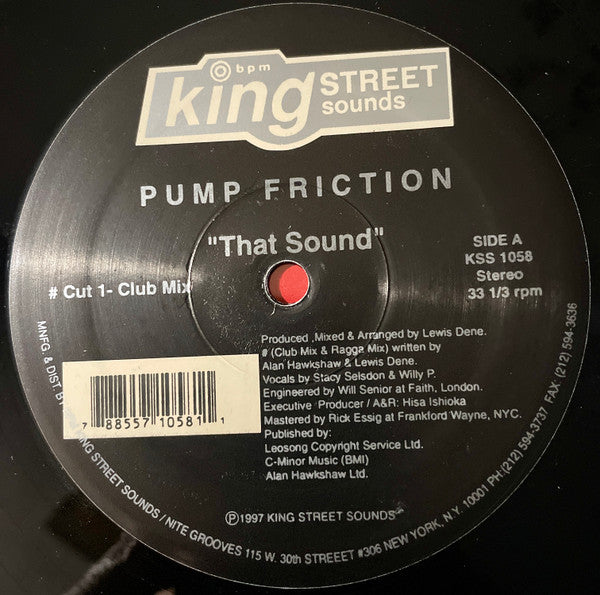 bpm
king STREET
sounds
PUMP FRICTION
"That Sound"
# Cut 1- Club Mix
SIDE A
KSS 1058
Stereo
33 1/3 rpm
Produced ,Mixed & Arranged by Lewis Dene.
# (Club Mix & Ragga Mix) written by
Alan Hawkshaw & Lewis Dene.
Vocals by Stacy Selsdon & Willy P.
Engineered by Will Senior at Faith, London.
Executive Producer / A&R: Hisa Ishioka
Mastered by Rick Essig at Frankford Wayne, NYC.
Published by:
Leosong Copyright Service Ltd.
C-Minor Music (BMI)
Alan Hawkshaw Ltd.
7 88557 10581 1
Ⓟ1997 KING STREET SOUNDS
MNFG. & DIST. BY KING STREET SOUNDS / NITE GROOVES 115 W. 30th STREEET #306 NEW YORK, N.Y. 10001 PH:(212) 594-3737 FAX (212) 594-3636